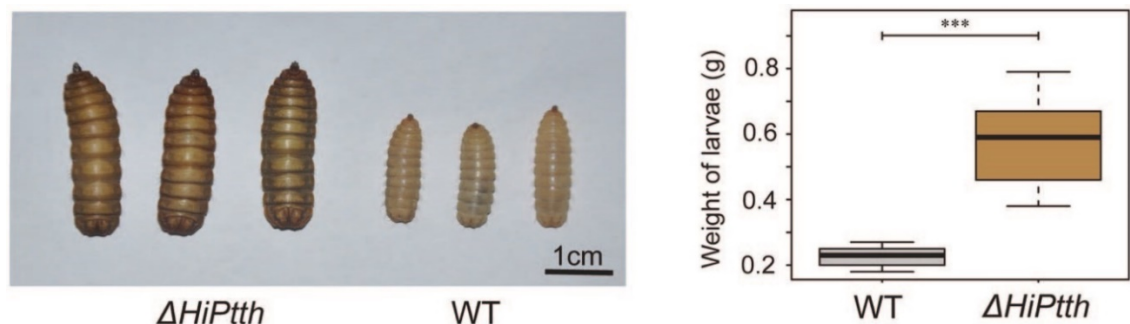 1cm
ΔHiPtth WT
Weight of larvae (g)
0.8
0.6
0.4
0.2
***
WT ΔHiPtth